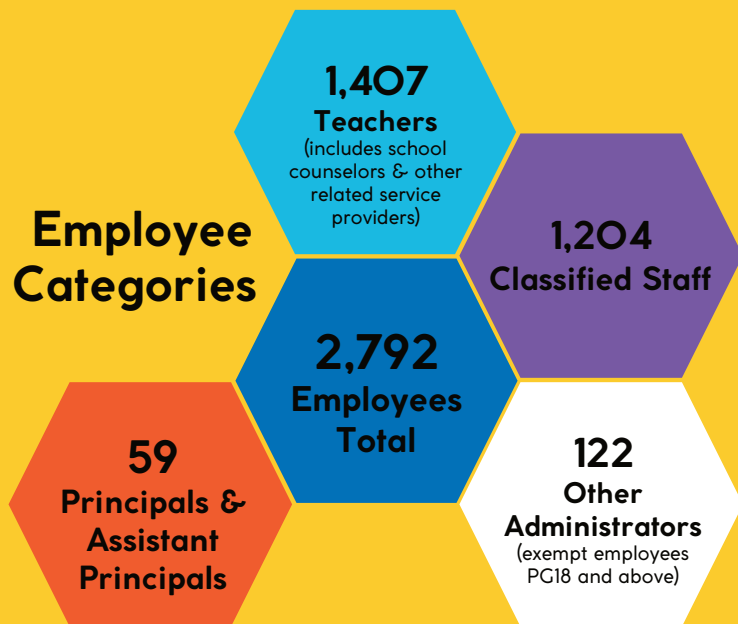 Employee
Categories
1,407
Teachers
(includes school
counselors & other
related service
providers)
1,204
Classified Staff
2,792
Employees
Total
59
Principals &
Assistant
Principals
122
Other
Administrators
(exempt employees
PG18 and above)